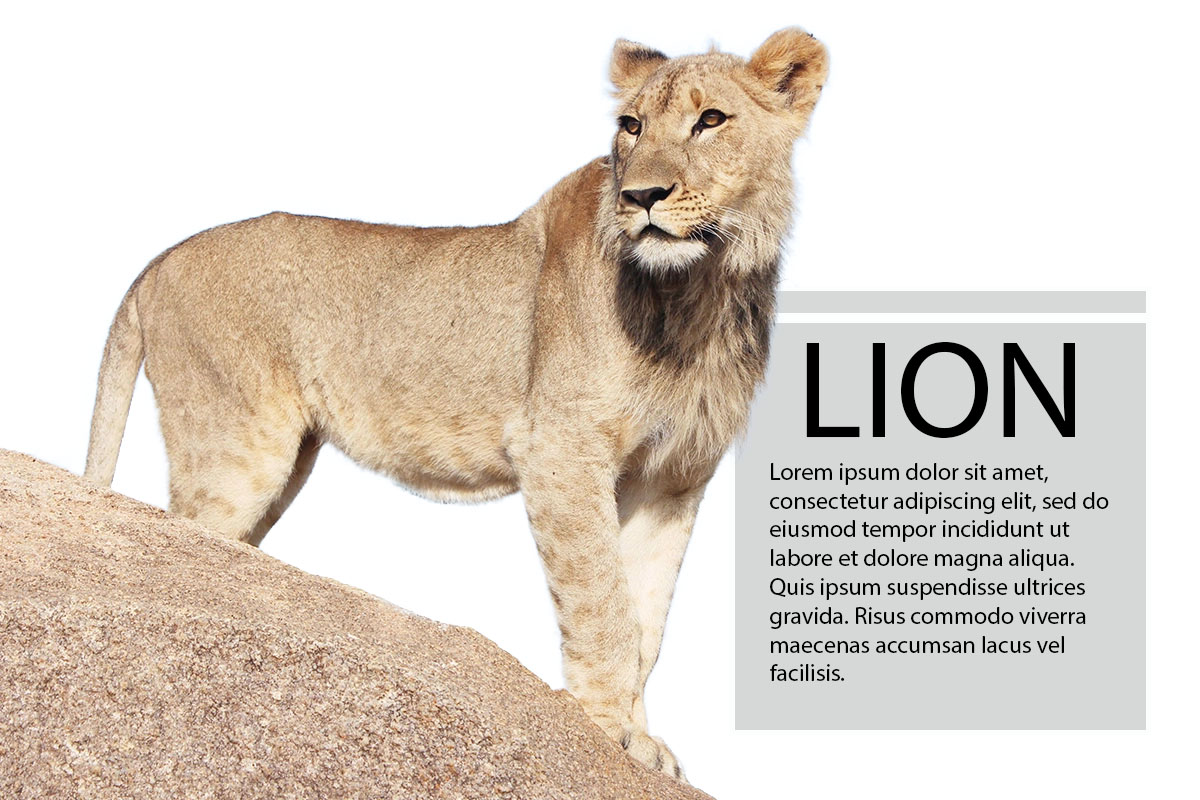 LION
Lorem ipsum dolor sit amet,
consectetur adipiscing elit, sed do
eiusmod tempor incididunt ut
labore et dolore magna aliqua.
Quis ipsum suspendisse ultrices
gravida. Risus commodo viverra
maecenas accumsan lacus vel
facilisis.